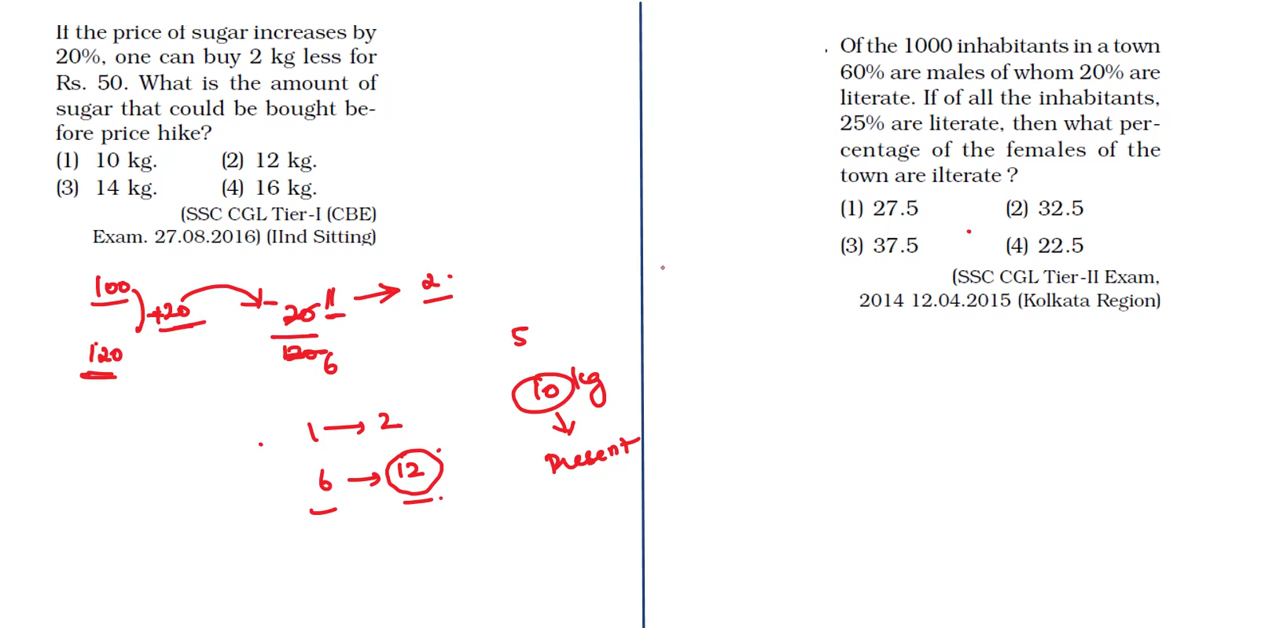 If the price of sugar increases by
20%, one can buy 2 kg less for
Rs. 50. What is the amount of
sugar that could be bought be-
fore price hike?
(1) 10 kg. (2) 12 kg.
(3) 14 kg. (4) 16 kg.
(SSC CGL Tier-I (CBE)
Exam. 27.08.2016) (IInd Sitting)
100
+20
120
- 20 1
120 6
→ 2
1 → 2
6 → 12
5
10 kg
Present
Of the 1000 inhabitants in a town
60% are males of whom 20% are
literate. If of all the inhabitants,
25% are literate, then what per-
centage of the females of the
town are ilterate ?
(1) 27.5 (2) 32.5
(3) 37.5 (4) 22.5
(SSC CGL Tier-II Exam,
2014 12.04.2015 (Kolkata Region)